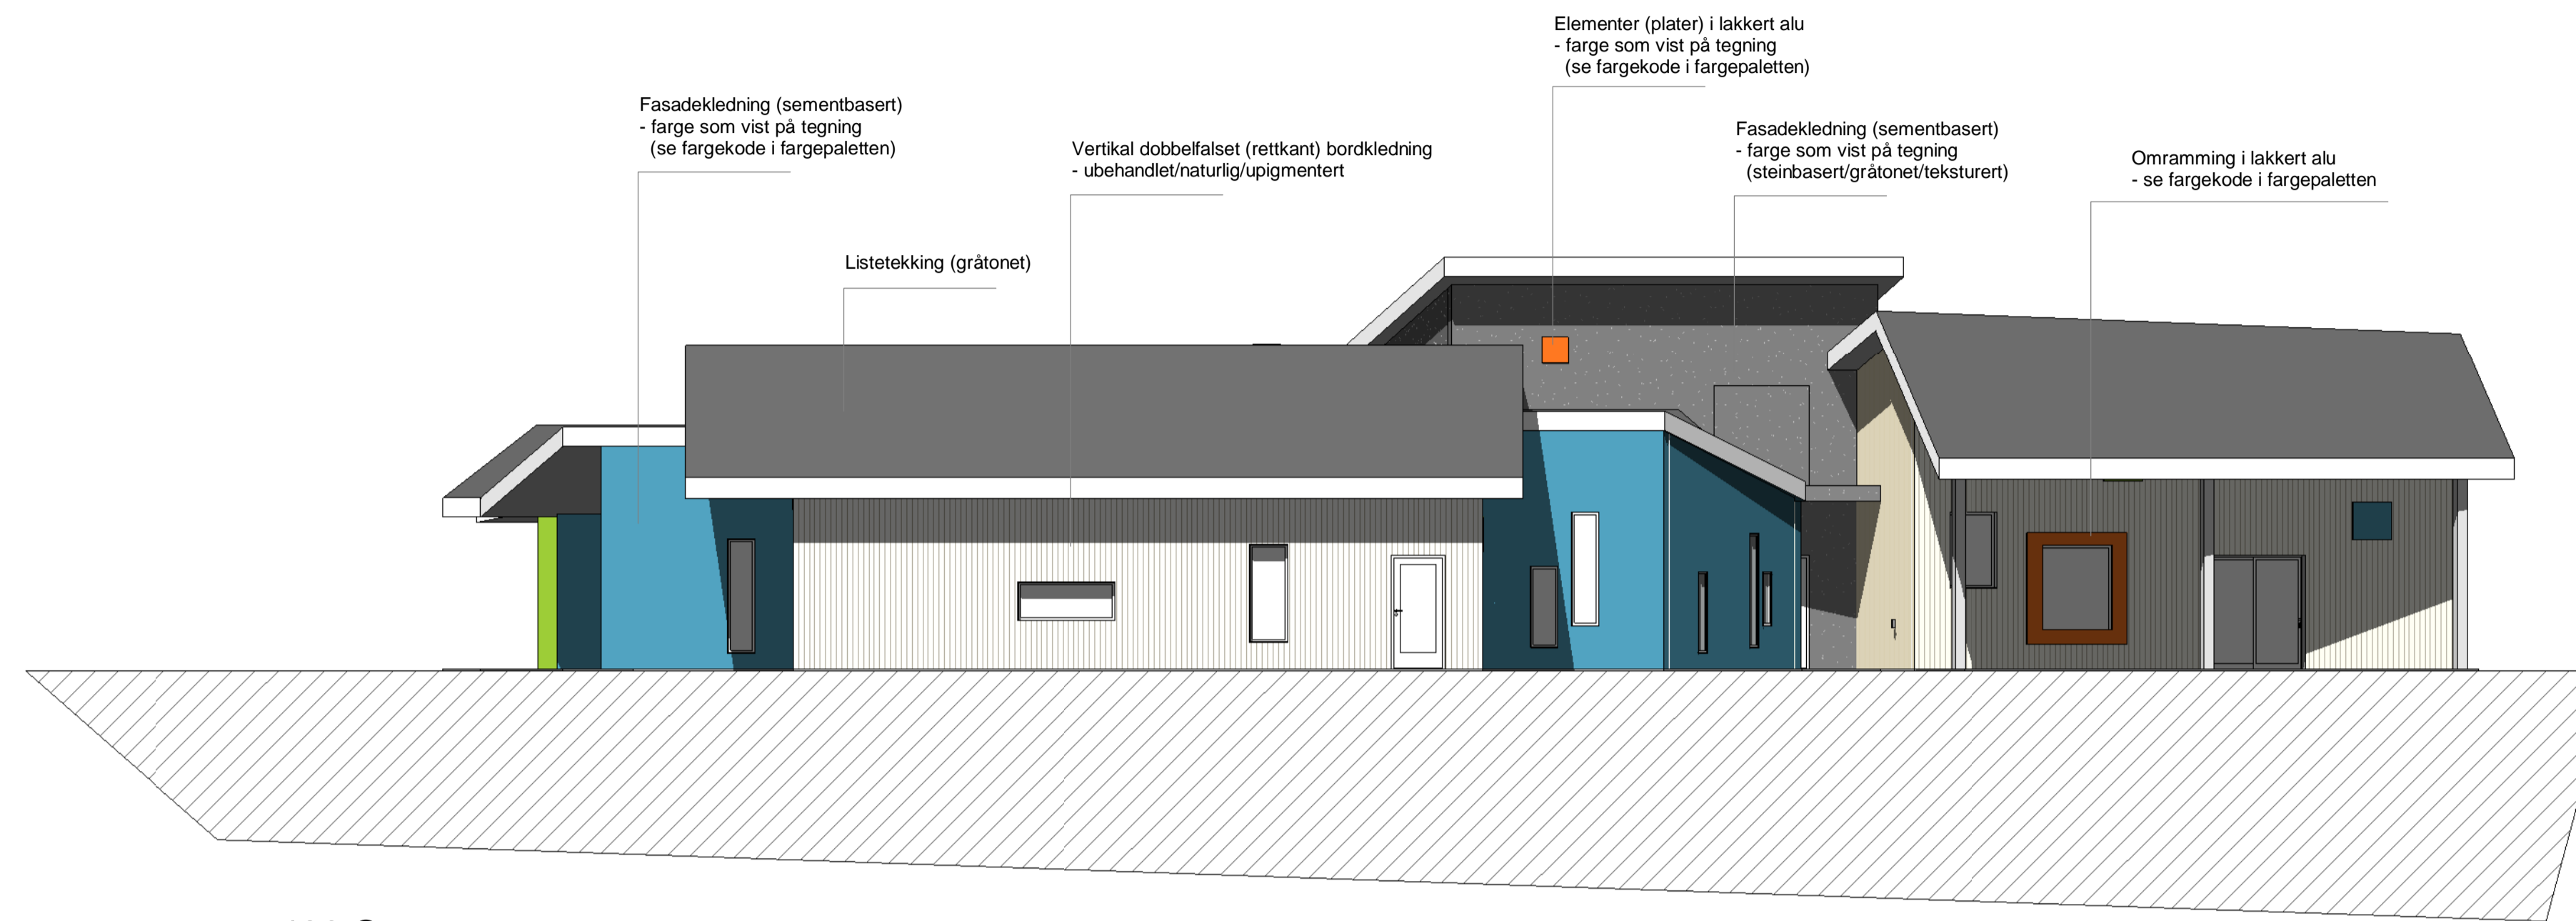 Elementer (plater) i lakkert alu
- farge som vist på tegning
(se fargekode i fargepaletten)
Fasadekledning (sementbasert)
- farge som vist på tegning
(se fargekode i fargepaletten)
Vertikal dobbelfalset (rettkant) bordkledning
- ubehandlet/naturlig/upigmentert
Fasadekledning (sementbasert)
- farge som vist på tegning
(steinbasert/gråtonet/teksturert)
Omramming i lakkert alu
- se fargekode i fargepaletten
Listetekking (gråtonet)